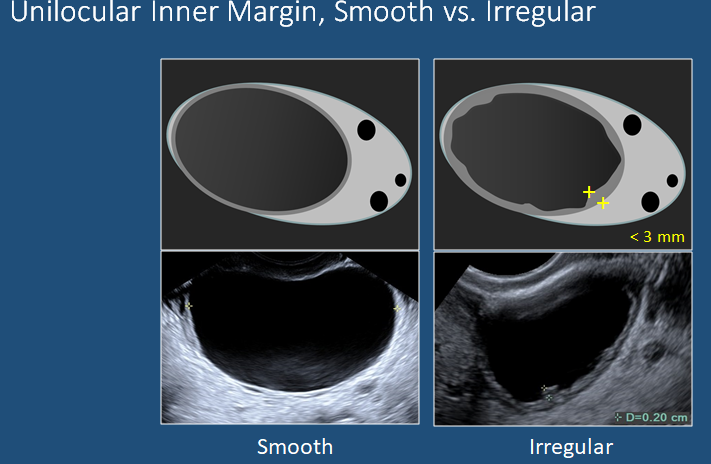 Unilocular Inner Margin, Smooth vs. Irregular
< 3 mm
D=0.20 cm
Smooth
Irregular